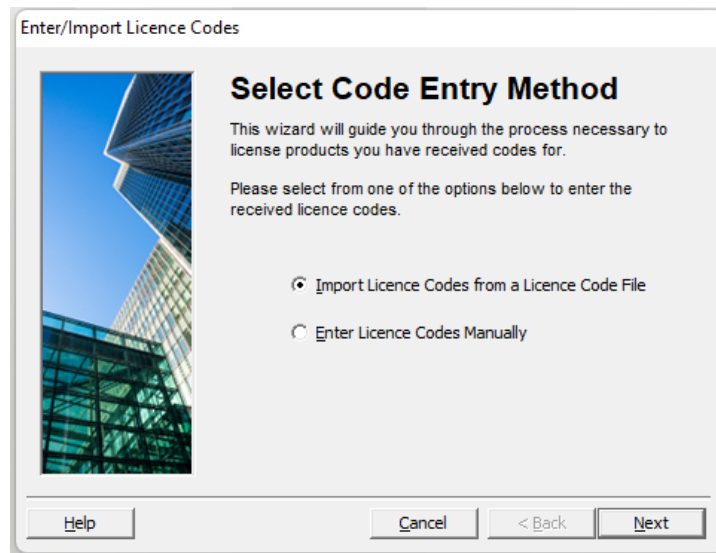 Enter/Import Licence Codes
Select Code Entry Method
This wizard will guide you through the process necessary to
license products you have received codes for.
Please select from one of the options below to enter the
received licence codes.
Import Licence Codes from a Licence Code File
Enter Licence Codes Manually
Help
Cancel
< Back
Next